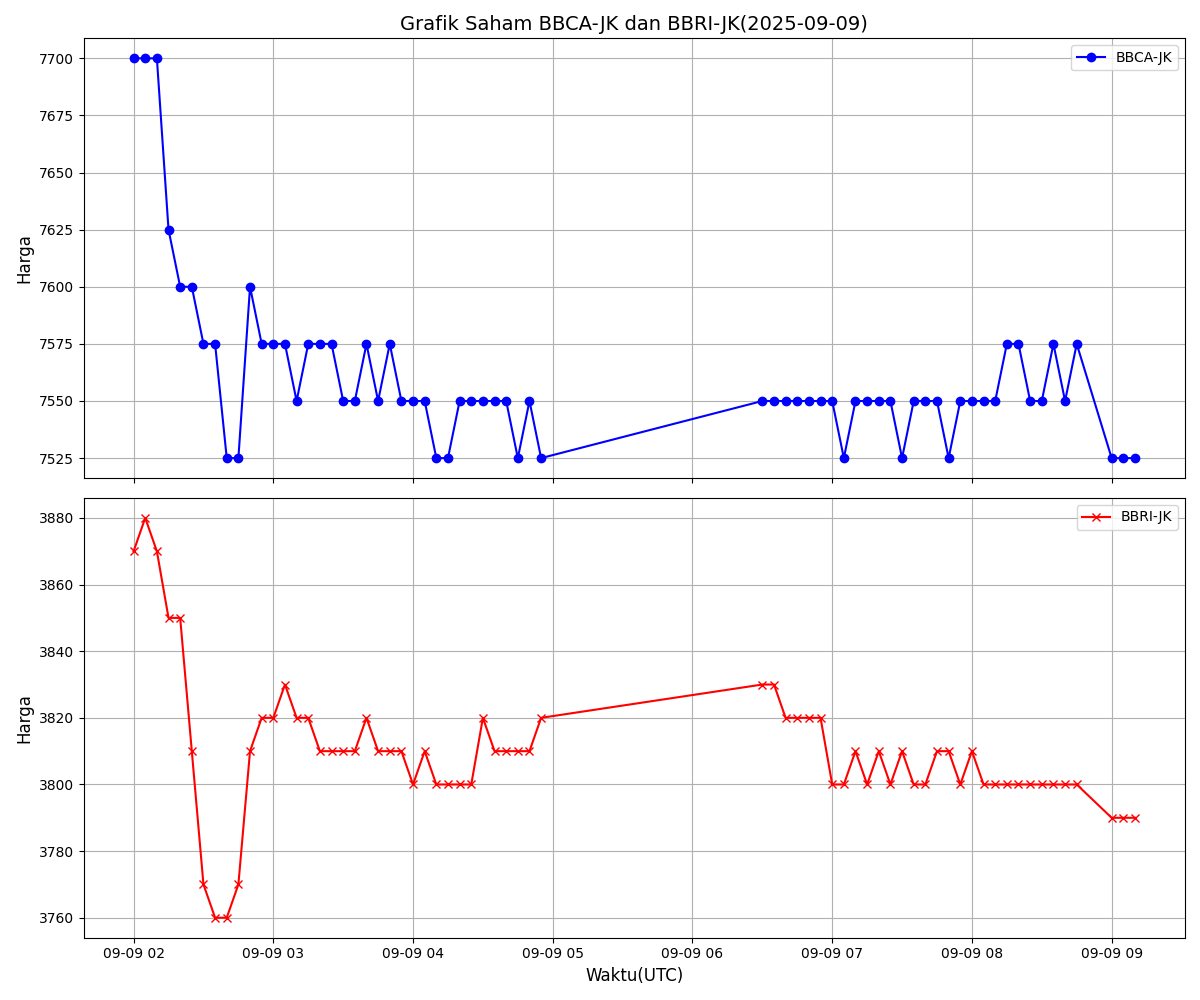 Grafik Saham BBCA-JK dan BBRI-JK(2025-09-09)
BBCA-JK
7700
7675
7650
7625
7600
7575
7550
7525
Harga
BBRI-JK
3880
3860
3840
3820
3800
3780
3760
Harga
09-09 02 09-09 03 09-09 04 09-09 05 09-09 06 09-09 07 09-09 08 09-09 09
Waktu(UTC)